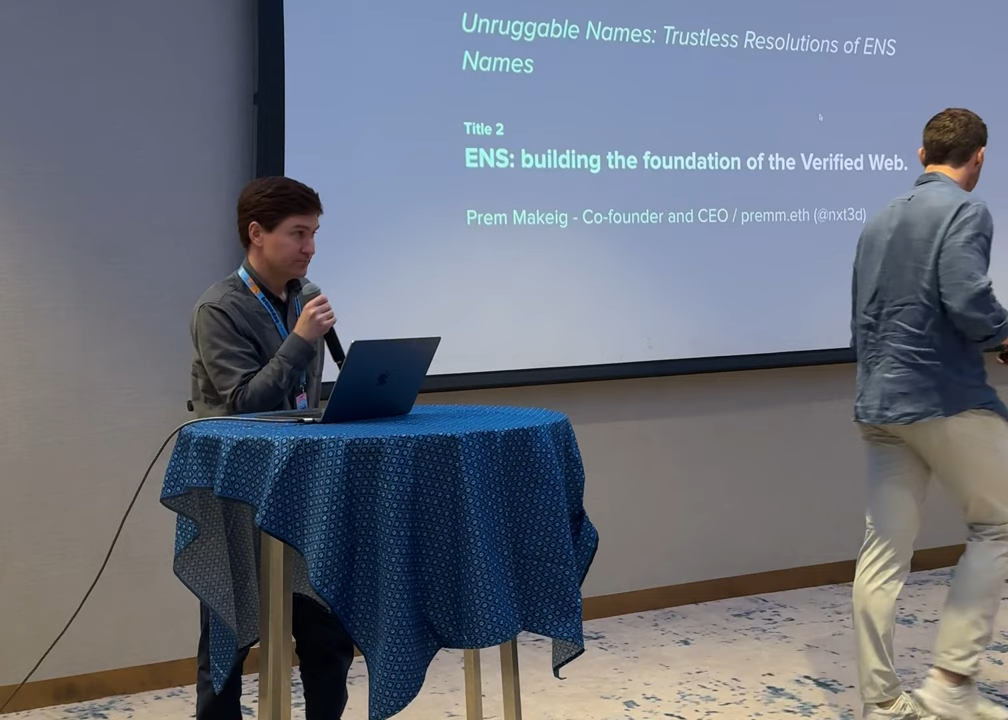 Unruggable Names: Trustless Resolutions of ENS
Names
Title 2
ENS: building the foundation of the Verified Web.
Prem Makeig - Co-founder and CEO / premm.eth (@nxt3d)